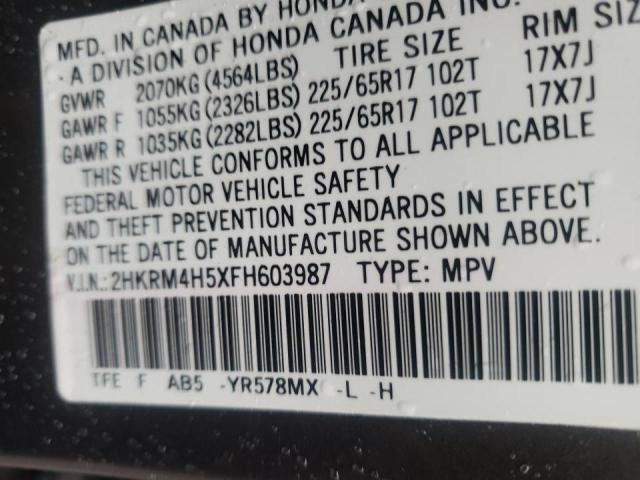 MFD. IN CANADA BY HONDA
- A DIVISION OF HONDA CANADA INC.
TIRE SIZE RIM SIZ
GVWR 2070KG (4564LBS)
GAWR F 1055KG (2326LBS) 225/65R17 102T 17X7J
GAWR R 1035KG (2282LBS) 225/65R17 102T 17X7J
THIS VEHICLE CONFORMS TO ALL APPLICABLE
FEDERAL MOTOR VEHICLE SAFETY
AND THEFT PREVENTION STANDARDS IN EFFECT
ON THE DATE OF MANUFACTURE SHOWN ABOVE.
V.I.N.:2HKRM4H5XFH603987 TYPE: MPV
TFE F AB5 -YR578MX -L -H